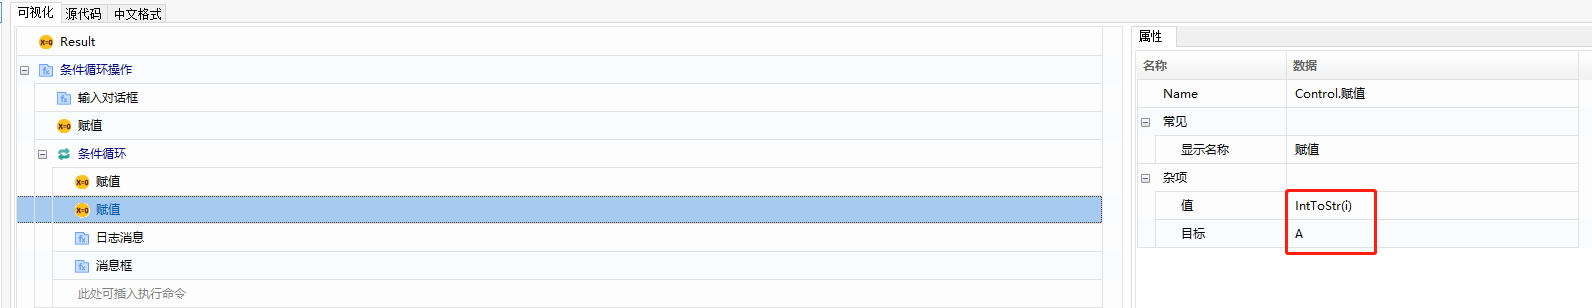 可视化 源代码 中文格式
Result
条件循环操作
输入对话框
赋值
条件循环
赋值
赋值
日志消息
消息框
此处可插入执行命令
属性
名称 数据
Name Control.赋值
常见
显示名称 赋值
杂项
值 IntToStr(i)
目标 A